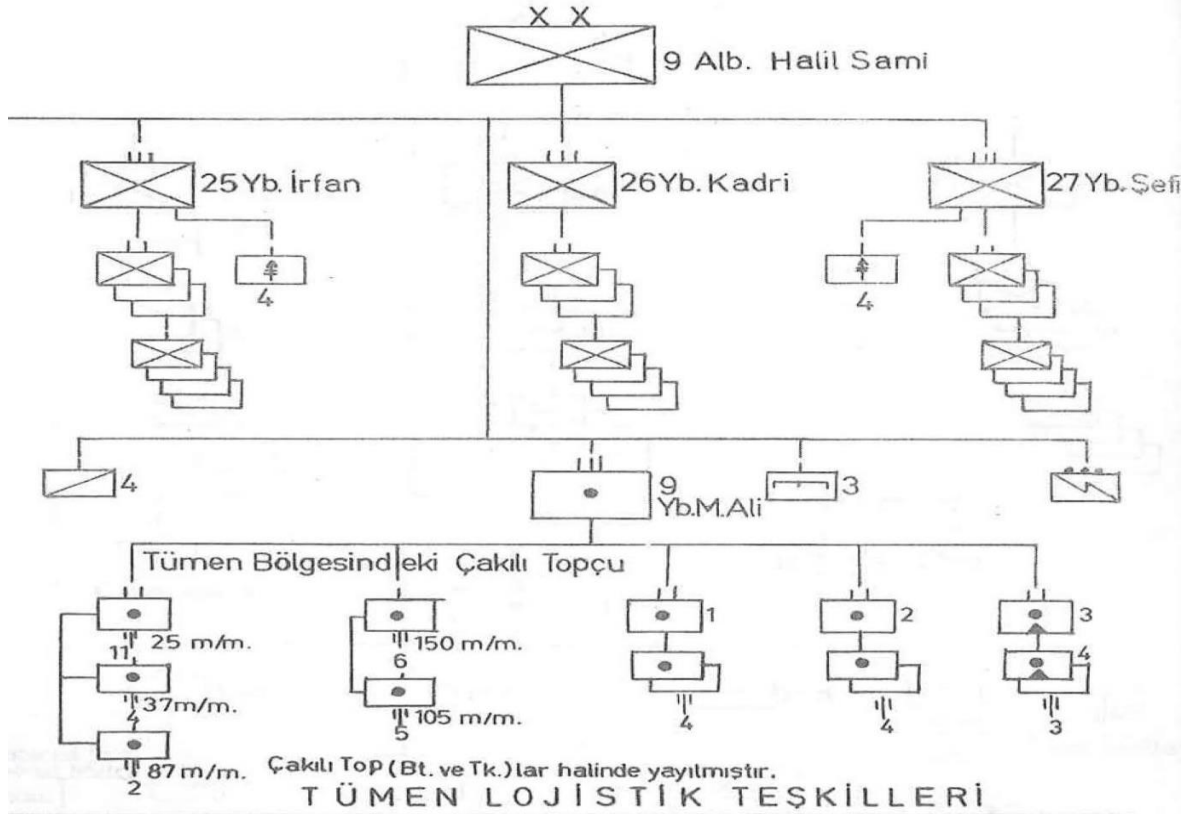 X X
9 Alb. Halil Sami
25 Yb. İrfan
26 Yb. Kadri
27 Yb. Şefi
4
4
4
9
Yb. M. Ali
3
Tümen Bölgesindeki Çakılı Topçu
25 m/m.
11
37 m/m.
4
87 m/m.
2
150 m/m.
6
105 m/m.
5
1
4
2
4
3
4
3
Çakılı Top (Bt. ve Tk.)lar halinde yayılmıştır.
TÜMEN LOJİSTİK TEŞKİLLERİ